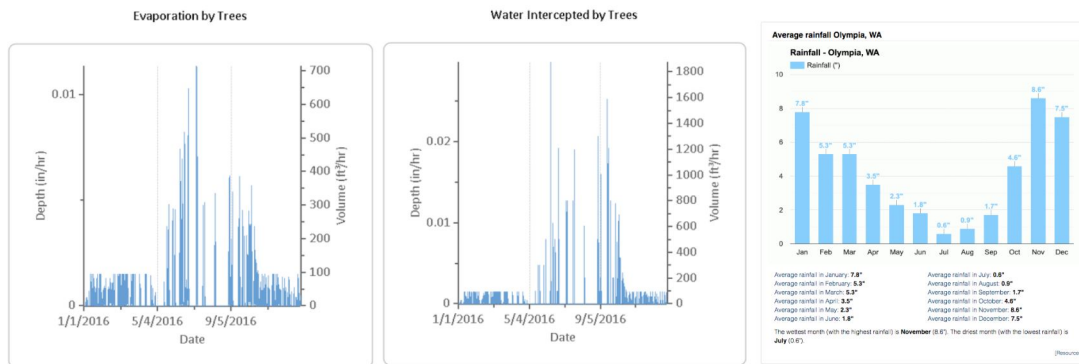 Evaporation by Trees
0.01
0
Depth (in/hr)
700
600
500
400
300
200
100
0
Volume (ft³/hr)
1/1/2016
5/4/2016
9/5/2016
Date
Water Intercepted by Trees
0.02
0.01
0
Depth (in/hr)
1800
1600
1400
1200
1000
800
600
400
200
0
Volume (ft³/hr)
1/1/2016
5/4/2016
9/5/2016
Date
Average rainfall Olympia, WA
Rainfall - Olympia, WA
Rainfall (")
10
8
6
4
2
0
7.8"
5.3"
5.3"
3.5"
2.3"
1.8"
0.6"
0.9"
1.7"
4.6"
8.6"
7.5"
Jan Feb Mar Apr May Jun Jul Aug Sep Oct Nov Dec
Average rainfall in January: 7.8"
Average rainfall in February: 5.3"
Average rainfall in March: 5.3"
Average rainfall in April: 3.5"
Average rainfall in May: 2.3"
Average rainfall in June: 1.8"
Average rainfall in July: 0.6"
Average rainfall in August: 0.9"
Average rainfall in September: 1.7"
Average rainfall in October: 4.6"
Average rainfall in November: 8.6"
Average rainfall in December: 7.5"
The wettest month (with the highest rainfall) is November (8.6"). The driest month (with the lowest rainfall) is
July (0.6").
[Resource